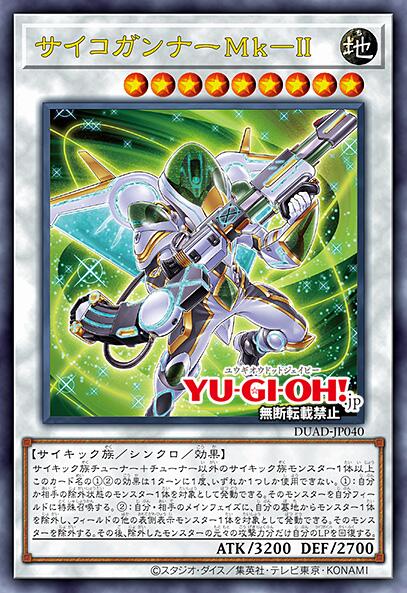 サイコガンナーMk－II
地
ユウギオウドットジェイピー
YU-GI-OH!.jp
無断転載禁止
DUAD-JP040
【サイキック族／シンクロ／効果】
サイキック族チューナー＋チューナー以外のサイキック族モンスター1体以上
このカード名の①②の効果は1ターンに1度、いずれか1つしか使用できない。①：自分
か相手の除外状態のモンスター1体を対象として発動できる。そのモンスターを自分フィー
ルドに特殊召喚する。②：自分・相手のメインフェイズに、自分の墓地からモンスター1体
を除外し、フィールドの他の表側表示モンスター1体を対象として発動できる。そのモンス
ターを除外する。その後、除外したモンスターの元々の攻撃力分だけ自分のLPを回復する。
ATK/3200 DEF/2700
©スタジオ・ダイス／集英社・テレビ東京・KONAMI